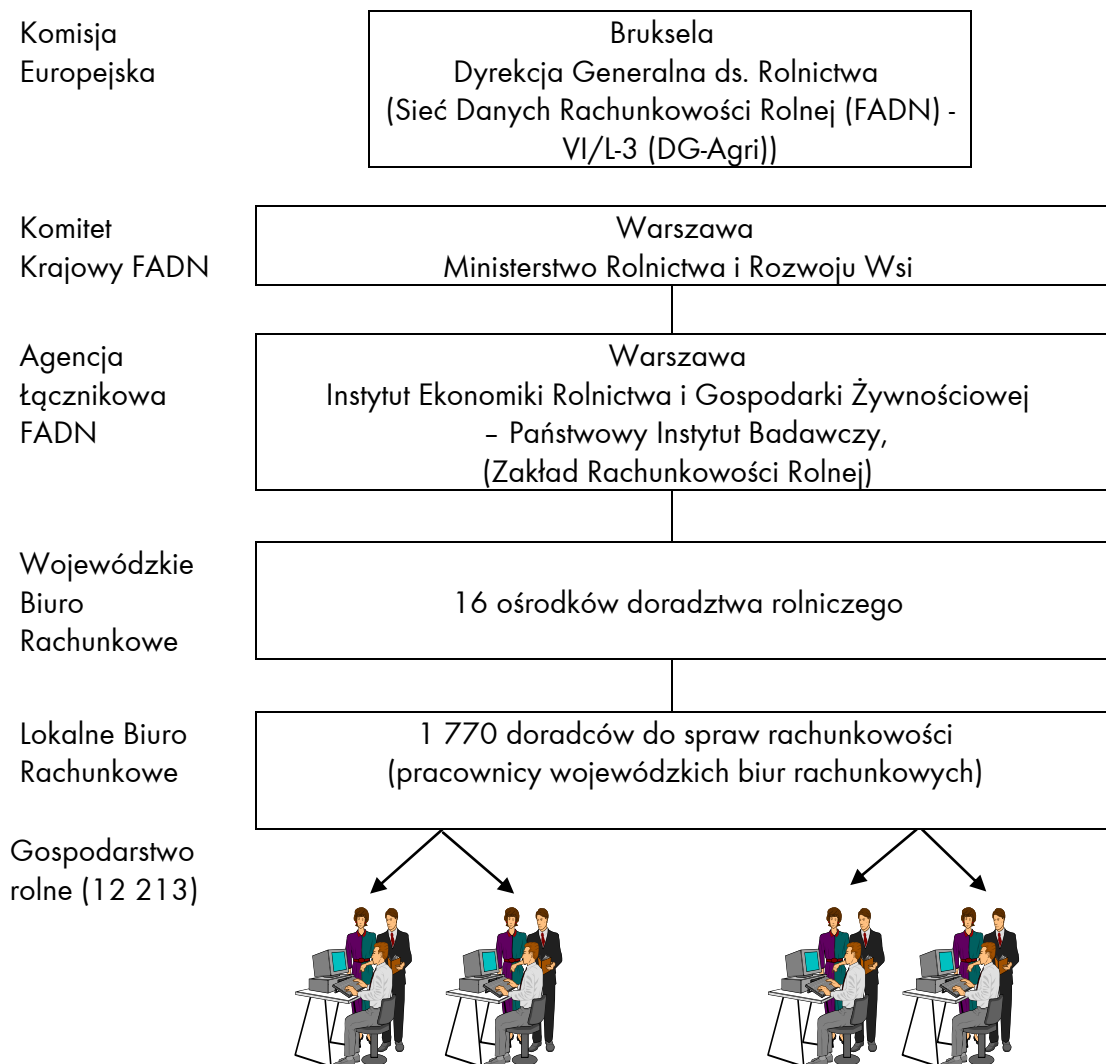 Komisja
Europejska
Bruksela
Dyrekcja Generalna ds. Rolnictwa
(Sieć Danych Rachunkowości Rolnej (FADN) -
VI/L-3 (DG-Agri))
Komitet
Krajowy FADN
Warszawa
Ministerstwo Rolnictwa i Rozwoju Wsi
Agencja
Łącznikowa
FADN
Warszawa
Instytut Ekonomiki Rolnictwa i Gospodarki Żywnościowej
– Państwowy Instytut Badawczy,
(Zakład Rachunkowości Rolnej)
Wojewódzkie
Biuro
Rachunkowe
16 ośrodków doradztwa rolniczego
Lokalne Biuro
Rachunkowe
1 770 doradców do spraw rachunkowości
(pracownicy wojewódzkich biur rachunkowych)
Gospodarstwo
rolne (12 213)